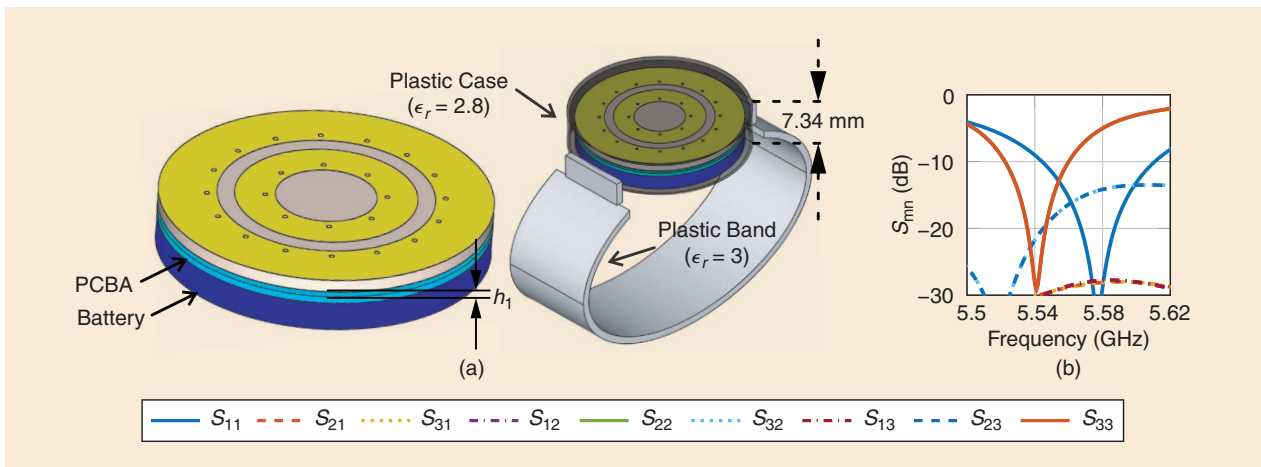 Plastic Case
(ϵr = 2.8)
7.34 mm
Plastic Band
(ϵr = 3)
PCBA
Battery
h1
(a)
Smn (dB)
0
−10
−20
−30
5.5 5.54 5.58 5.62
Frequency (GHz)
(b)
S11 S21 S31 S12 S22 S32 S13 S23 S33